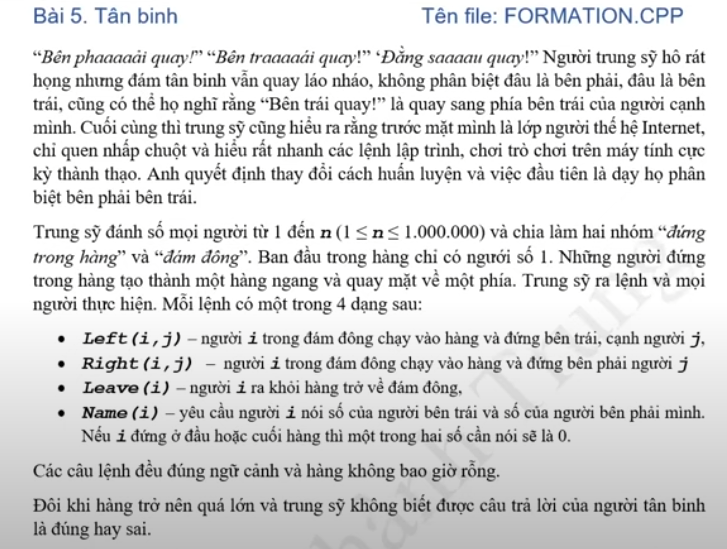 Bài 5. Tân binh Tên file: FORMATION.CPP
“Bên phaaaaải quay!” “Bên traaaaái quay!” ‘Đằng saaaau quay!” Người trung sỹ hô rát
họng nhưng đám tân binh vẫn quay láo nháo, không phân biệt đâu là bên phải, đâu là bên
trái, cũng có thể họ nghĩ rằng “Bên trái quay!” là quay sang phía bên trái của người cạnh
mình. Cuối cùng thì trung sỹ cũng hiểu ra rằng trước mặt mình là lớp người thế hệ Internet,
chỉ quen nhấp chuột và hiểu rất nhanh các lệnh lập trình, chơi trò chơi trên máy tính cực
kỳ thành thạo. Anh quyết định thay đổi cách huấn luyện và việc đầu tiên là dạy họ phân
biệt bên phải bên trái.
Trung sỹ đánh số mọi người từ 1 đến n (1 ≤ n ≤ 1.000.000) và chia làm hai nhóm “đứng
trong hàng” và “đám đông”. Ban đầu trong hàng chỉ có người số 1. Những người đứng
trong hàng tạo thành một hàng ngang và quay mặt về một phía. Trung sỹ ra lệnh và mọi
người thực hiện. Mỗi lệnh có một trong 4 dạng sau:
• Left(i,j) – người i trong đám đông chạy vào hàng và đứng bên trái, cạnh người j,
• Right(i,j) – người i trong đám đông chạy vào hàng và đứng bên phải người j
• Leave(i) – người i ra khỏi hàng trở về đám đông,
• Name(i) – yêu cầu người i nói số của người bên trái và số của người bên phải mình.
Nếu i đứng ở đầu hoặc cuối hàng thì một trong hai số cần nói sẽ là 0.
Các câu lệnh đều đúng ngữ cảnh và hàng không bao giờ rỗng.
Đôi khi hàng trở nên quá lớn và trung sỹ không biết được câu trả lời của người tân binh
là đúng hay sai.